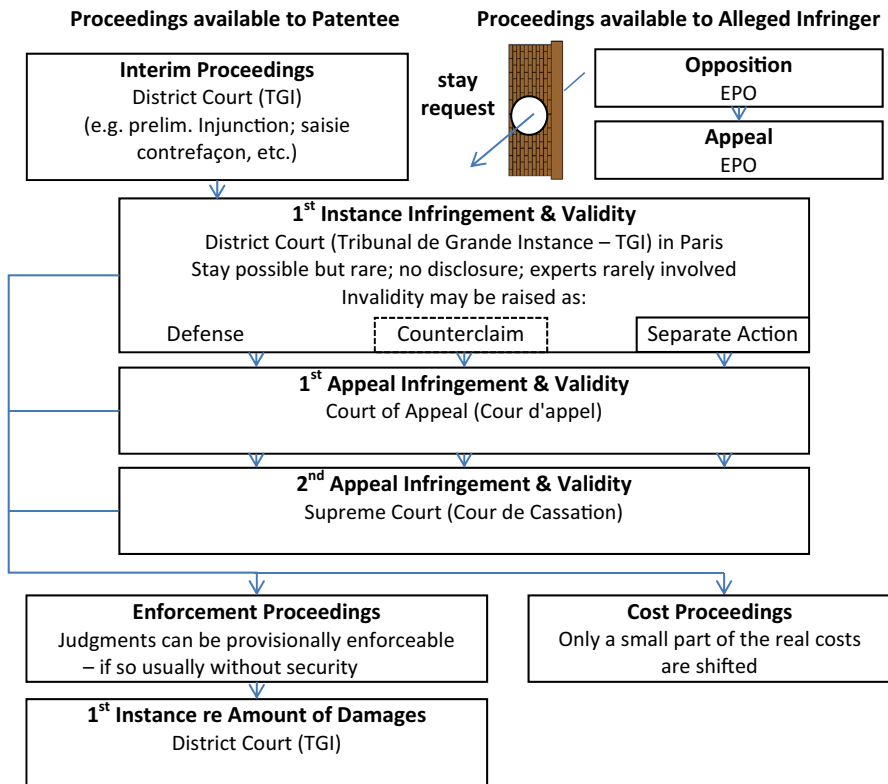 Proceedings available to Patentee
Proceedings available to Alleged Infringer
Interim Proceedings
District Court (TGI)
(e.g. prelim. Injunction; saisie
contrefaçon, etc.)
stay
request
Opposition
EPO
Appeal
EPO
1st Instance Infringement & Validity
District Court (Tribunal de Grande Instance – TGI) in Paris
Stay possible but rare; no disclosure; experts rarely involved
Invalidity may be raised as:
Defense
Counterclaim
Separate Action
1st Appeal Infringement & Validity
Court of Appeal (Cour d'appel)
2nd Appeal Infringement & Validity
Supreme Court (Cour de Cassation)
Enforcement Proceedings
Judgments can be provisionally enforceable
– if so usually without security
Cost Proceedings
Only a small part of the real costs
are shifted
1st Instance re Amount of Damages
District Court (TGI)